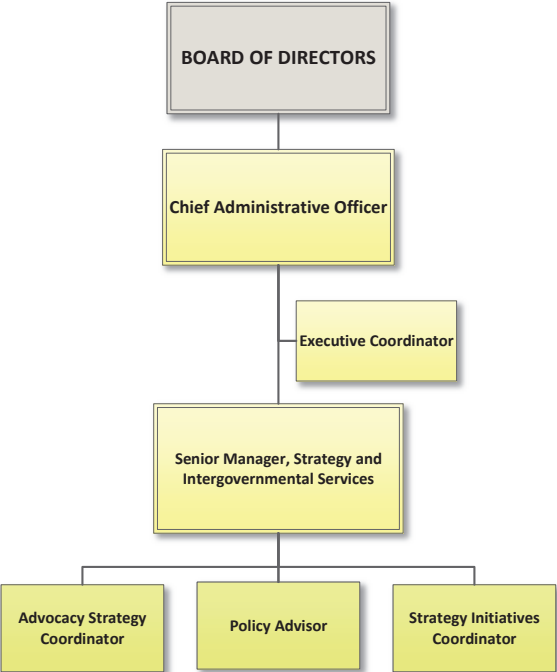 BOARD OF DIRECTORS
Chief Administrative Officer
Executive Coordinator
Senior Manager, Strategy and
Intergovernmental Services
Advocacy Strategy
Coordinator
Policy Advisor
Strategy Initiatives
Coordinator